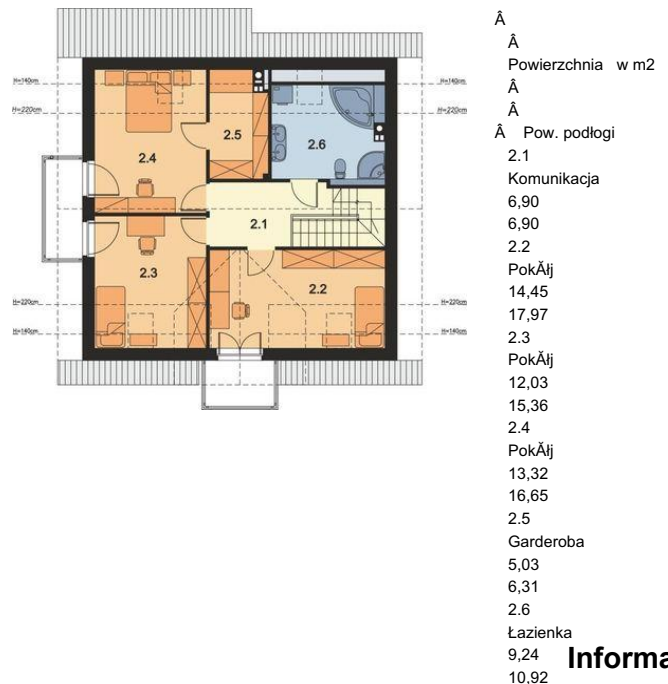 H=140cm
H=140cm
H=220cm
H=220cm
2.4
2.5
2.6
2.1
2.3
2.2
H=220cm
H=220cm
H=140cm
H=140cm
Â
Â
Powierzchnia w m2
Â
Â
Â Pow. podłogi
2.1
Komunikacja
6,90
6,90
2.2
PokĂłj
14,45
17,97
2.3
PokĂłj
12,03
15,36
2.4
PokĂłj
13,32
16,65
2.5
Garderoba
5,03
6,31
2.6
Łazienka
9,24
10,92
Informa